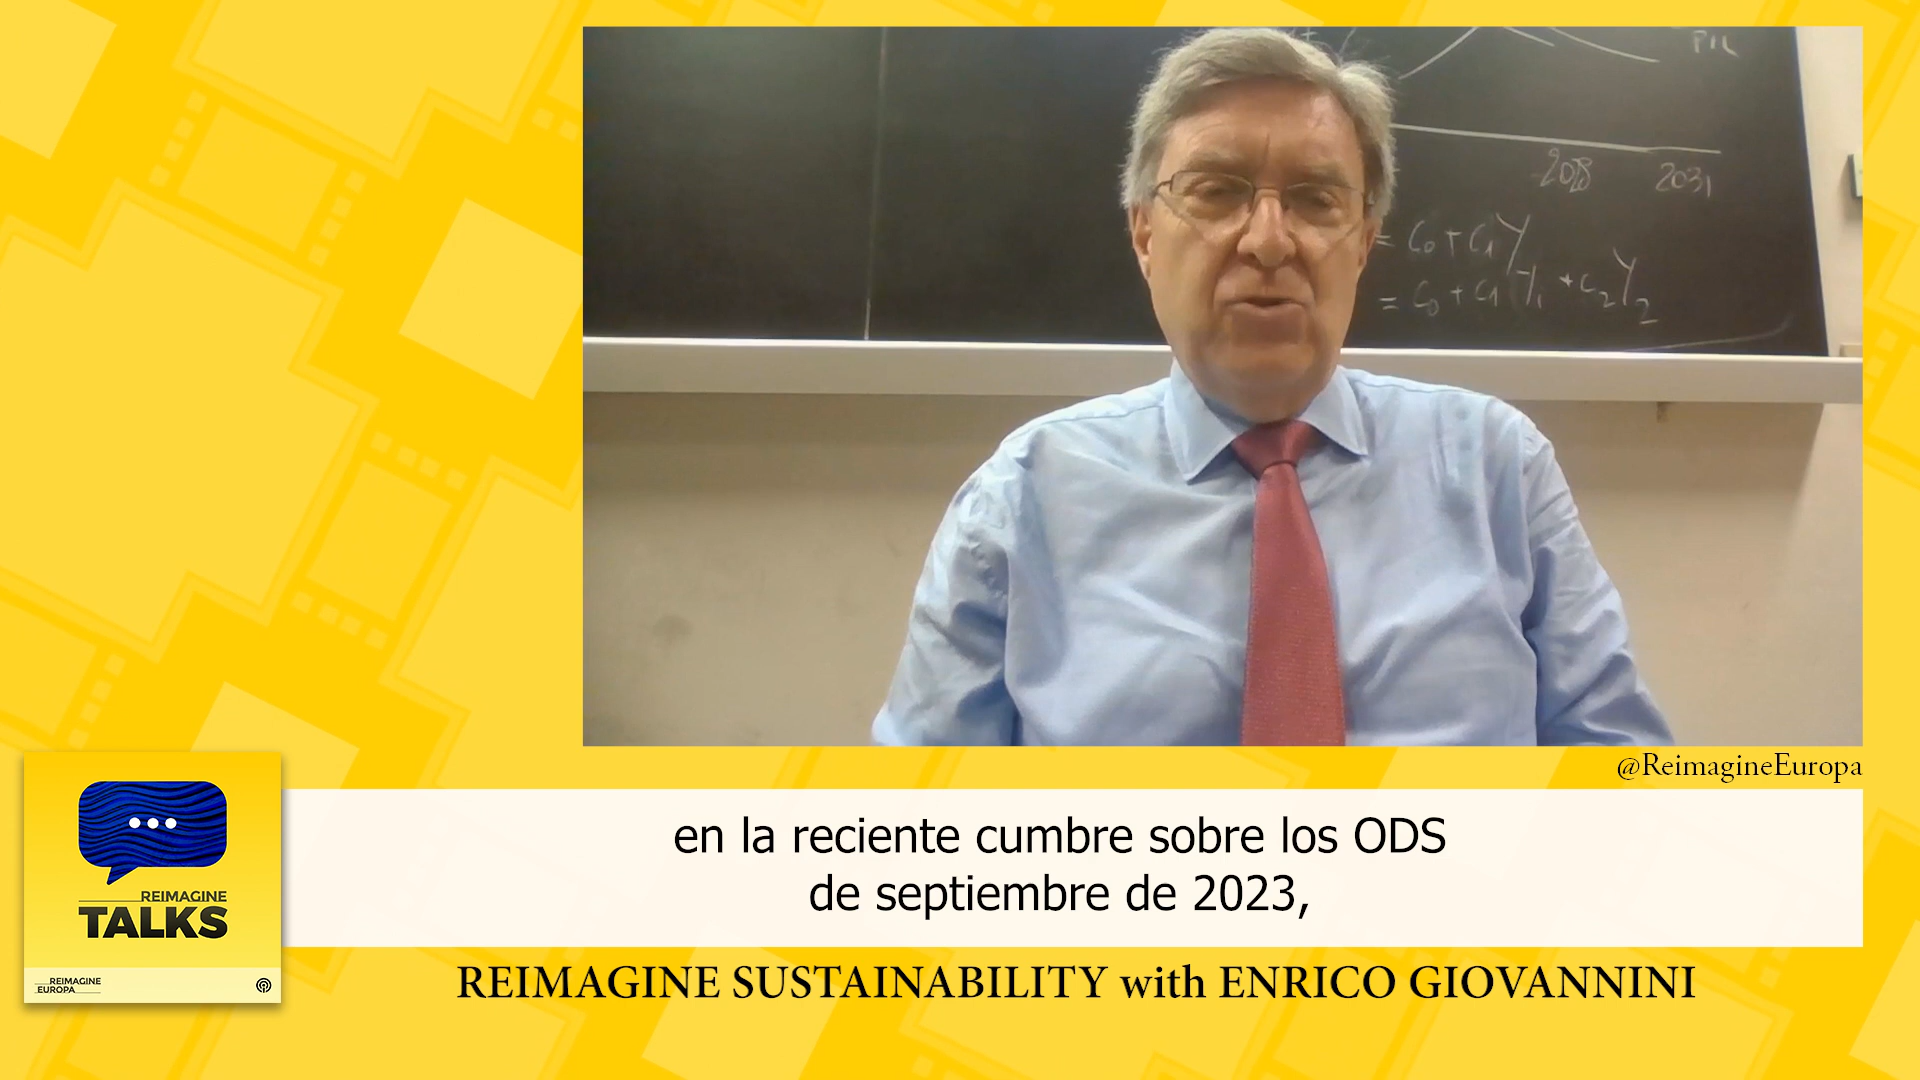 PIL
2031
= C₀ + C₁Y
= C₀ + C₁Y₁ + C₂Y₂
@ReimagineEuropa
en la reciente cumbre sobre los ODS
de septiembre de 2023,
REIMAGINE
TALKS
REIMAGINE
EUROPA
REIMAGINE SUSTAINABILITY with ENRICO GIOVANNINI